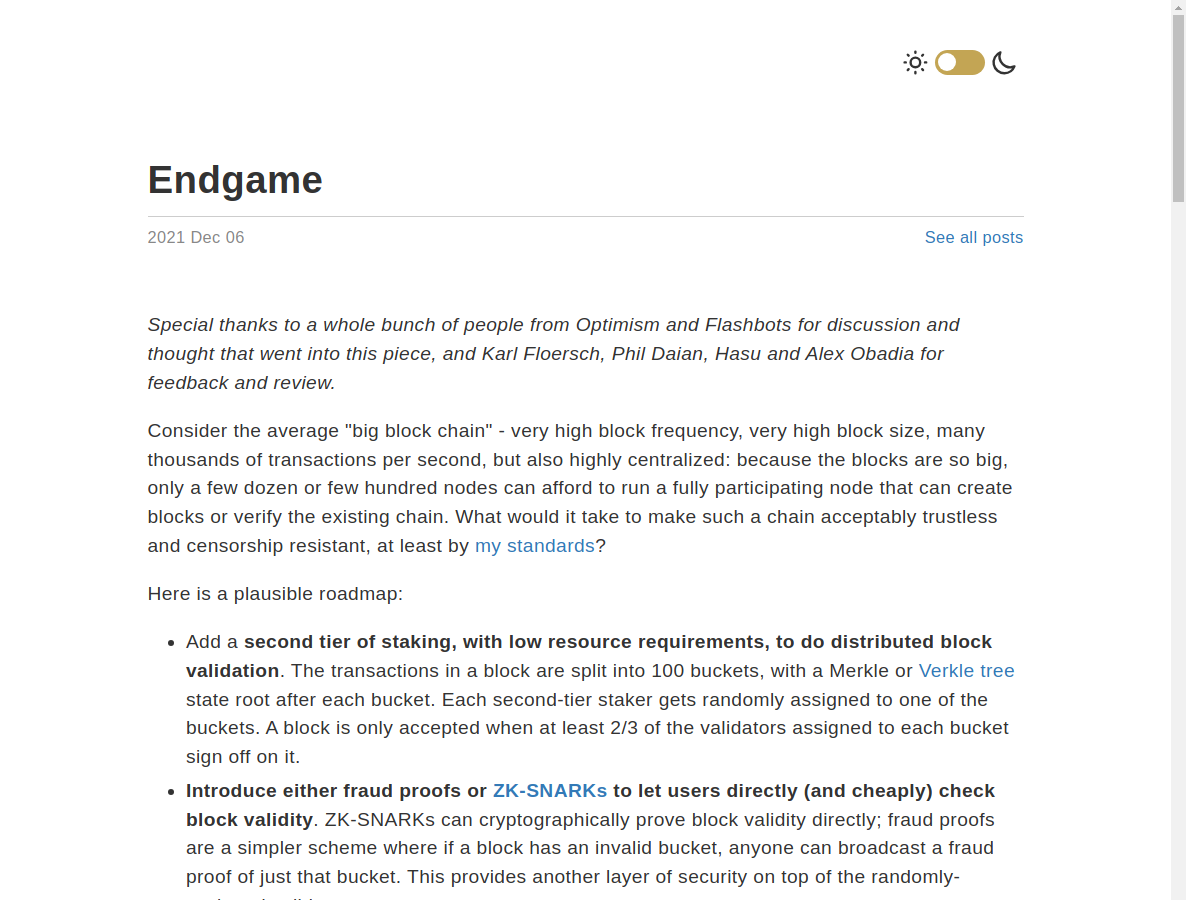 Endgame
2021 Dec 06
See all posts
Special thanks to a whole bunch of people from Optimism and Flashbots for discussion and
thought that went into this piece, and Karl Floersch, Phil Daian, Hasu and Alex Obadia for
feedback and review.
Consider the average "big block chain" - very high block frequency, very high block size, many
thousands of transactions per second, but also highly centralized: because the blocks are so big,
only a few dozen or few hundred nodes can afford to run a fully participating node that can create
blocks or verify the existing chain. What would it take to make such a chain acceptably trustless
and censorship resistant, at least by my standards?
Here is a plausible roadmap:
Add a second tier of staking, with low resource requirements, to do distributed block
validation. The transactions in a block are split into 100 buckets, with a Merkle or Verkle tree
state root after each bucket. Each second-tier staker gets randomly assigned to one of the
buckets. A block is only accepted when at least 2/3 of the validators assigned to each bucket
sign off on it.
Introduce either fraud proofs or ZK-SNARKs to let users directly (and cheaply) check
block validity. ZK-SNARKs can cryptographically prove block validity directly; fraud proofs
are a simpler scheme where if a block has an invalid bucket, anyone can broadcast a fraud
proof of just that bucket. This provides another layer of security on top of the randomly-